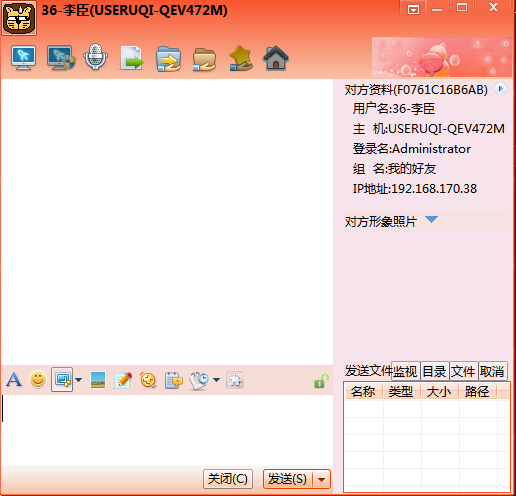 36-李臣(USERUQI-QEV472M)
对方资料(F0761C16B6AB)
用户名:36-李臣
主 机:USERUQI-QEV472M
登录名:Administrator
组 名:我的好友
IP地址:192.168.170.38
对方形象照片
发送文件 监视 目录 文件 取消
名称 类型 大小 路径
A
关闭(C) 发送(S)